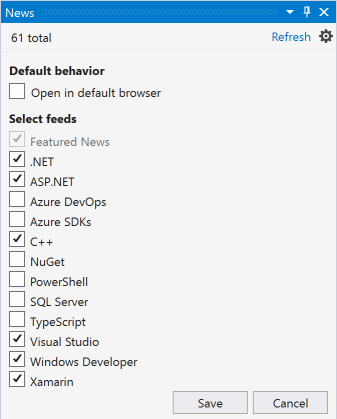 News
61 total Refresh
Default behavior
Open in default browser
Select feeds
Featured News
.NET
ASP.NET
Azure DevOps
Azure SDKs
C++
NuGet
PowerShell
SQL Server
TypeScript
Visual Studio
Windows Developer
Xamarin
Save Cancel